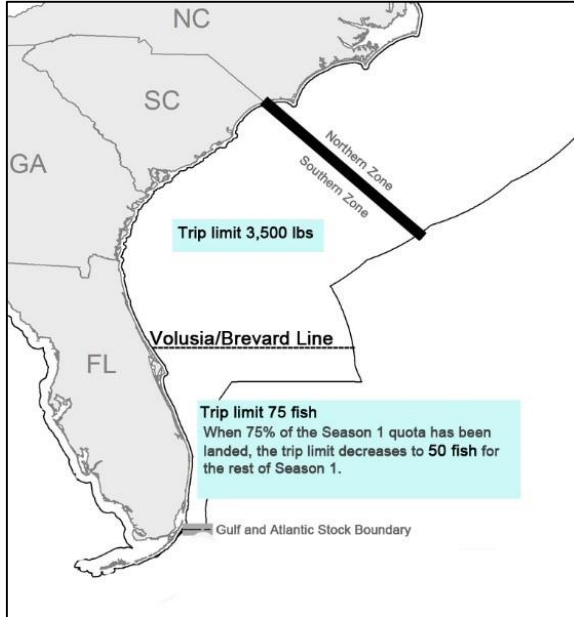 NC
SC
GA
Northern Zone
Southern Zone
Trip limit 3,500 lbs
Volusia/Brevard Line
FL
Trip limit 75 fish
When 75% of the Season 1 quota has been
landed, the trip limit decreases to 50 fish for
the rest of Season 1.
Gulf and Atlantic Stock Boundary